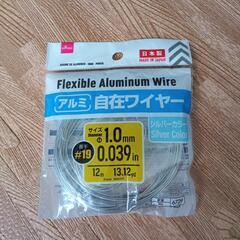 DAISO
日本製
MADE IN JAPAN
Flexible Aluminum Wire
アルミ
自在ワイヤー
シルバーカラー
Silver Color
サイズ
Diameter
1.0mm
0.039in
#19
12m
13.12yd